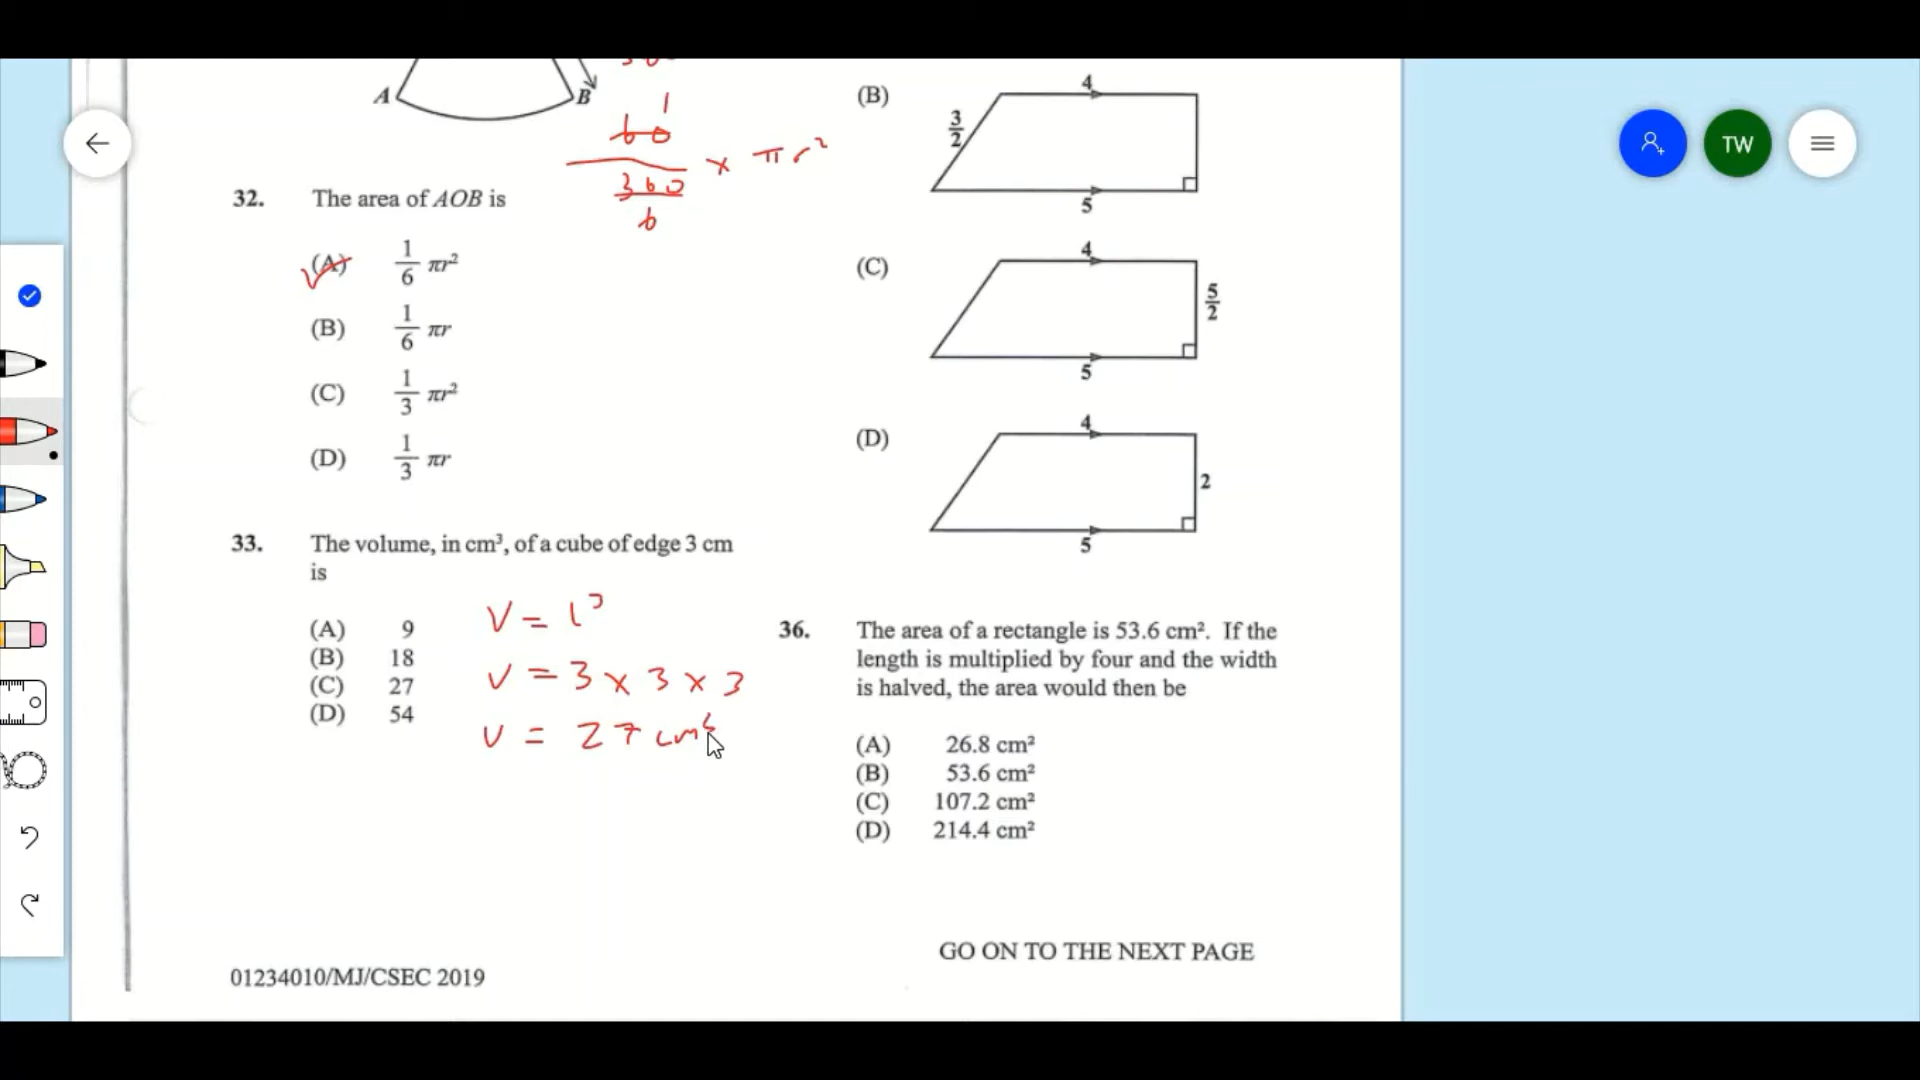 A
B
60
1
360
6
× πr²
32. The area of AOB is
(A) 1/6 πr²
(B) 1/6 πr
(C) 1/3 πr²
(D) 1/3 πr
33. The volume, in cm³, of a cube of edge 3 cm
is
(A) 9
(B) 18
(C) 27
(D) 54
V = l³
V = 3 × 3 × 3
V = 27 cm³
(B)
4
3/2
5
(C)
4
5/2
5
(D)
4
2
5
36. The area of a rectangle is 53.6 cm². If the
length is multiplied by four and the width
is halved, the area would then be
(A) 26.8 cm²
(B) 53.6 cm²
(C) 107.2 cm²
(D) 214.4 cm²
GO ON TO THE NEXT PAGE
01234010/MJ/CSEC 2019
TW